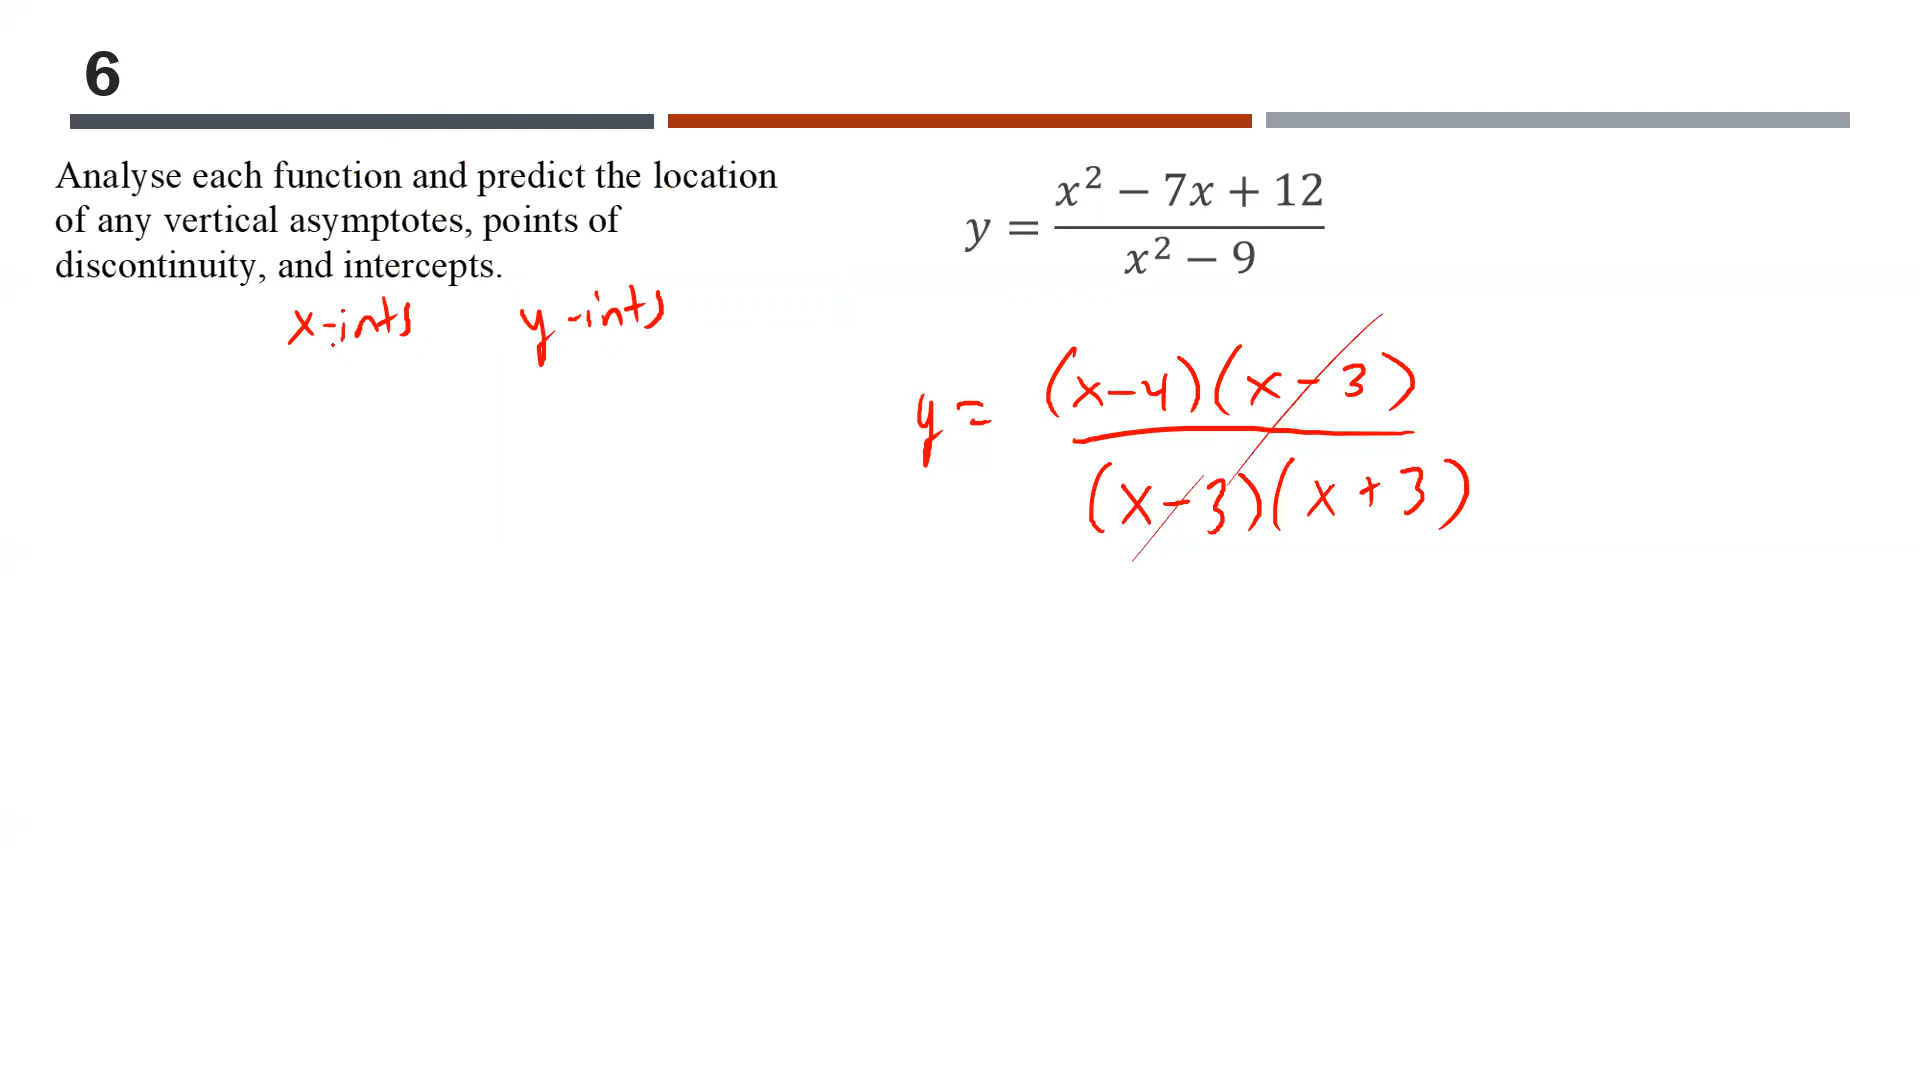 6
Analyse each function and predict the location
of any vertical asymptotes, points of
discontinuity, and intercepts.
x-ints y-ints
y = (x² − 7x + 12)/(x² − 9)
y = ((x-4)(x-3))/((x-3)(x+3))